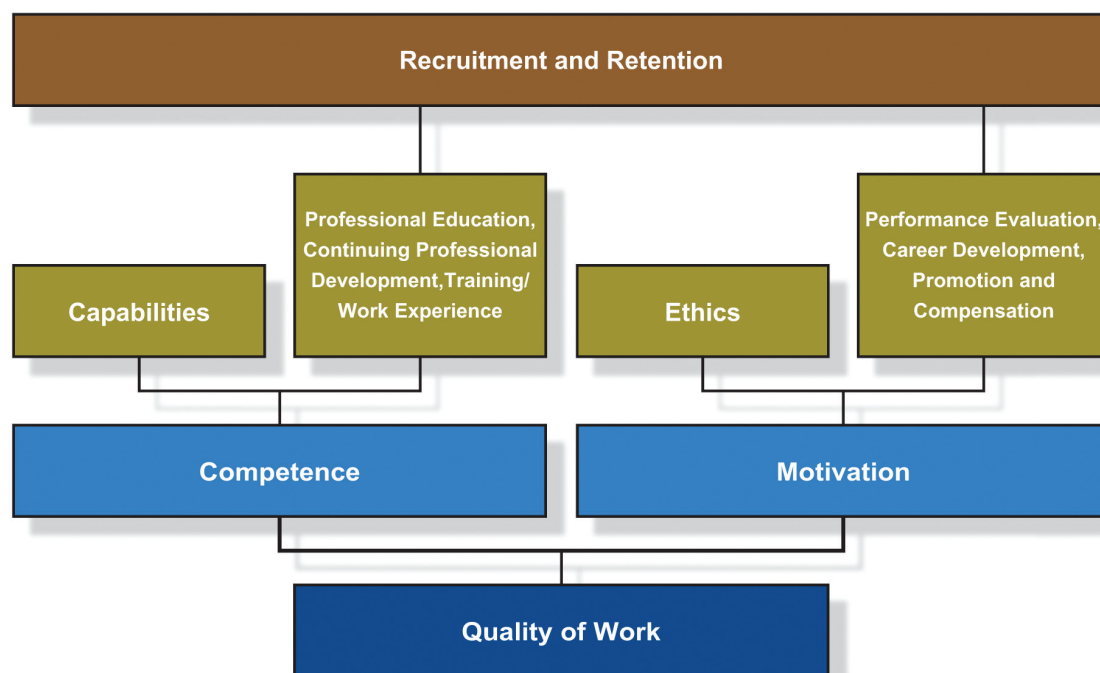 Recruitment and Retention
Professional Education,
Continuing Professional
Development,Training/
Work Experience
Performance Evaluation,
Career Development,
Promotion and
Compensation
Capabilities
Ethics
Competence
Motivation
Quality of Work